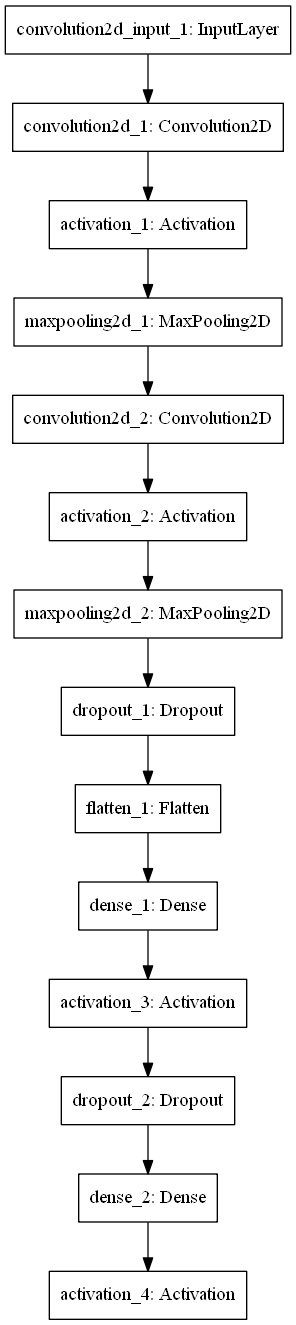 convolution2d_input_1: InputLayer
convolution2d_1: Convolution2D
activation_1: Activation
maxpooling2d_1: MaxPooling2D
convolution2d_2: Convolution2D
activation_2: Activation
maxpooling2d_2: MaxPooling2D
dropout_1: Dropout
flatten_1: Flatten
dense_1: Dense
activation_3: Activation
dropout_2: Dropout
dense_2: Dense
activation_4: Activation